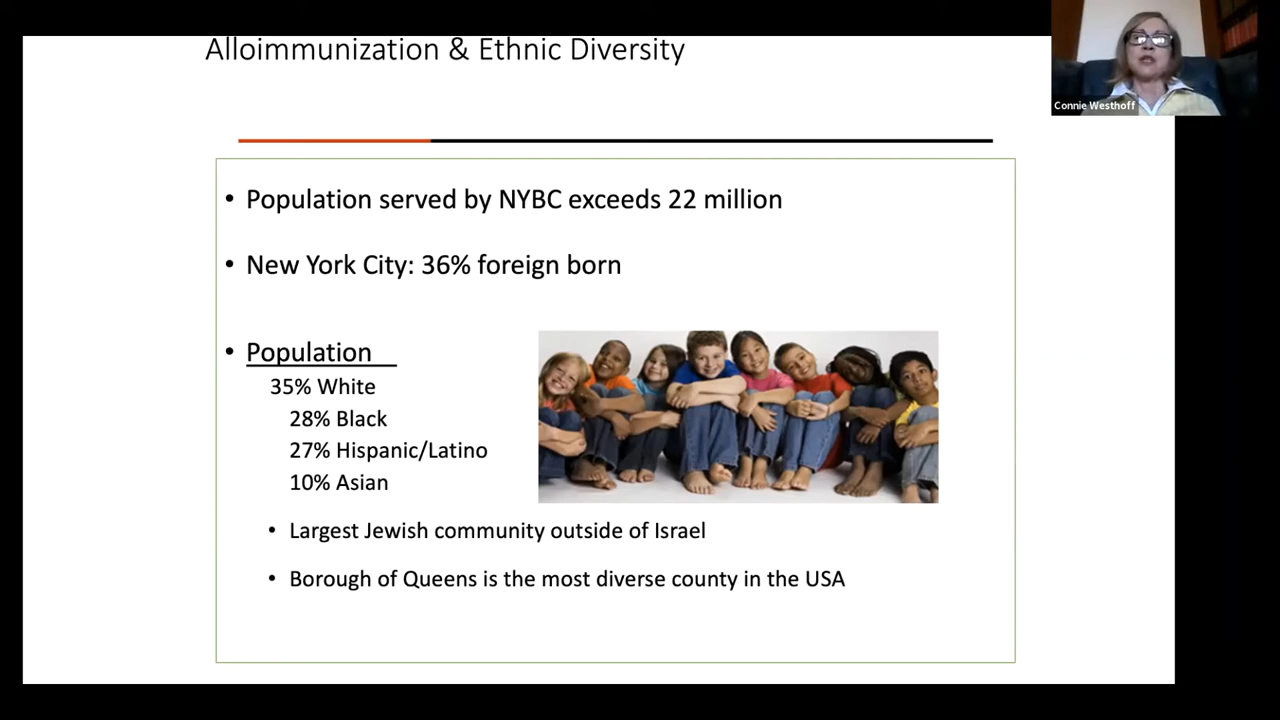 Alloimmunization & Ethnic Diversity
Connie Westhoff
• Population served by NYBC exceeds 22 million
• New York City: 36% foreign born
• Population
35% White
28% Black
27% Hispanic/Latino
10% Asian
• Largest Jewish community outside of Israel
• Borough of Queens is the most diverse county in the USA